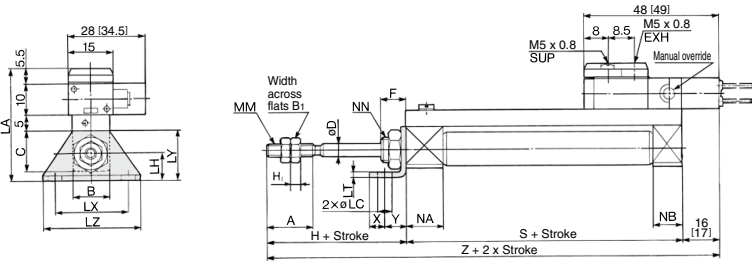 28 [34.5]
15
5.5
10
5
LA
C
B
LX
LZ
LH
LY
48 [49]
8
8.5
M5 x 0.8
EXH
M5 x 0.8
SUP
Manual override
Width
across
flats B1
MM
NN
F
øD
H1
LT
2×øLC
A
X
Y
NA
NB
16
[17]
H + Stroke
S + Stroke
Z + 2 x Stroke